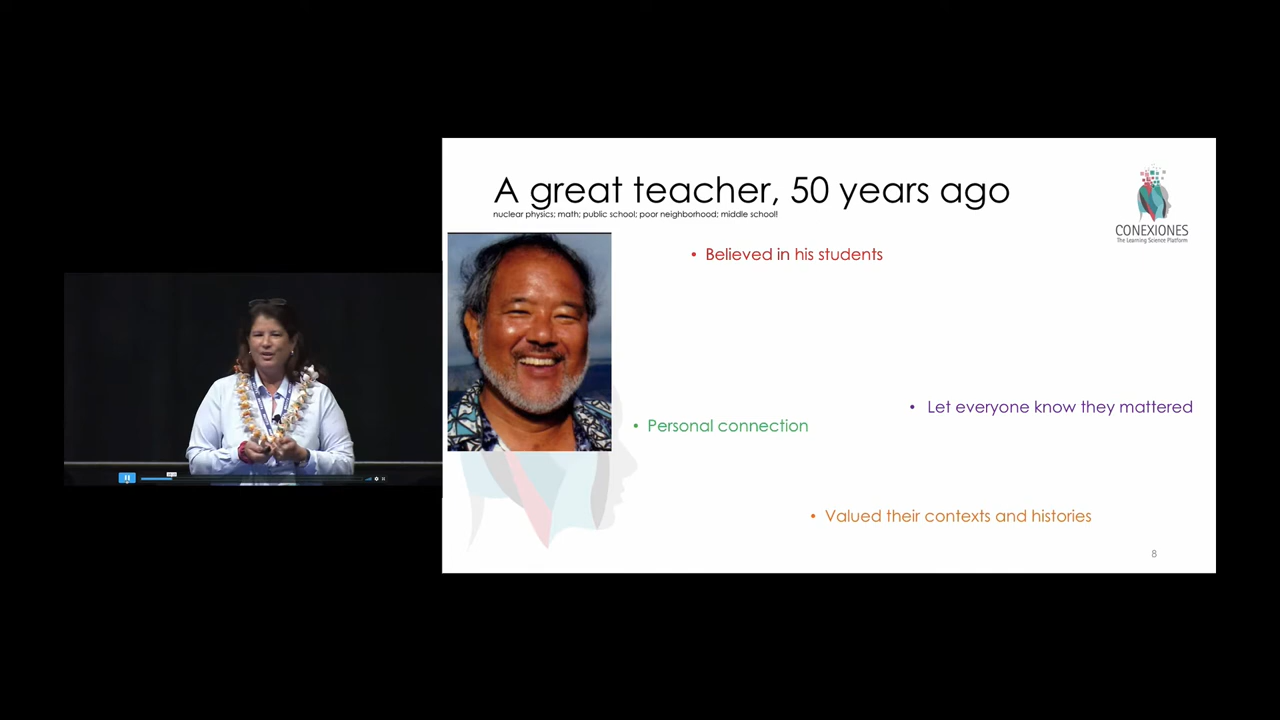 A great teacher, 50 years ago
nuclear physics; math; public school; poor neighborhood; middle school!
CONEXIONES
The Learning Science Platform
• Believed in his students
• Let everyone know they mattered
• Personal connection
• Valued their contexts and histories
8